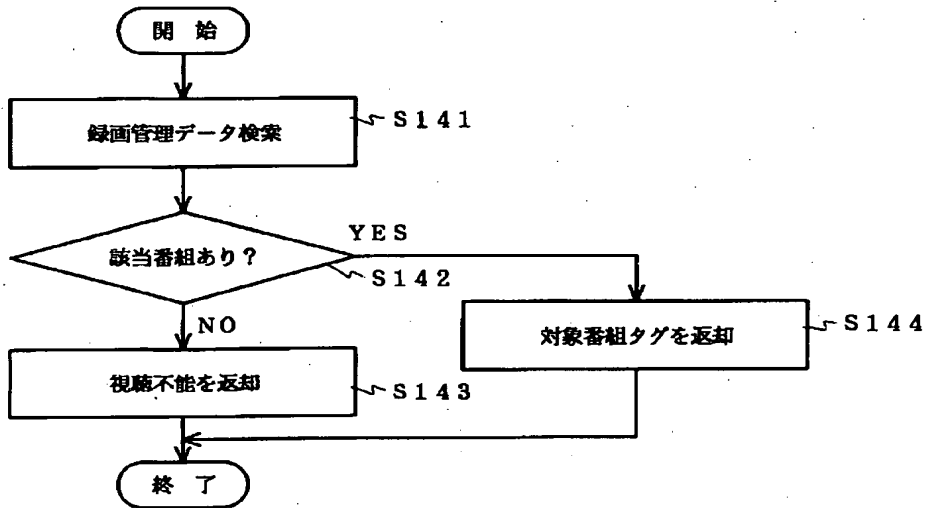 開　始
録画管理データ検案
S141
該当番組あり？
YES
S142
NO
対象番組タグを返却
S144
視聴不能を返却
S143
終　了